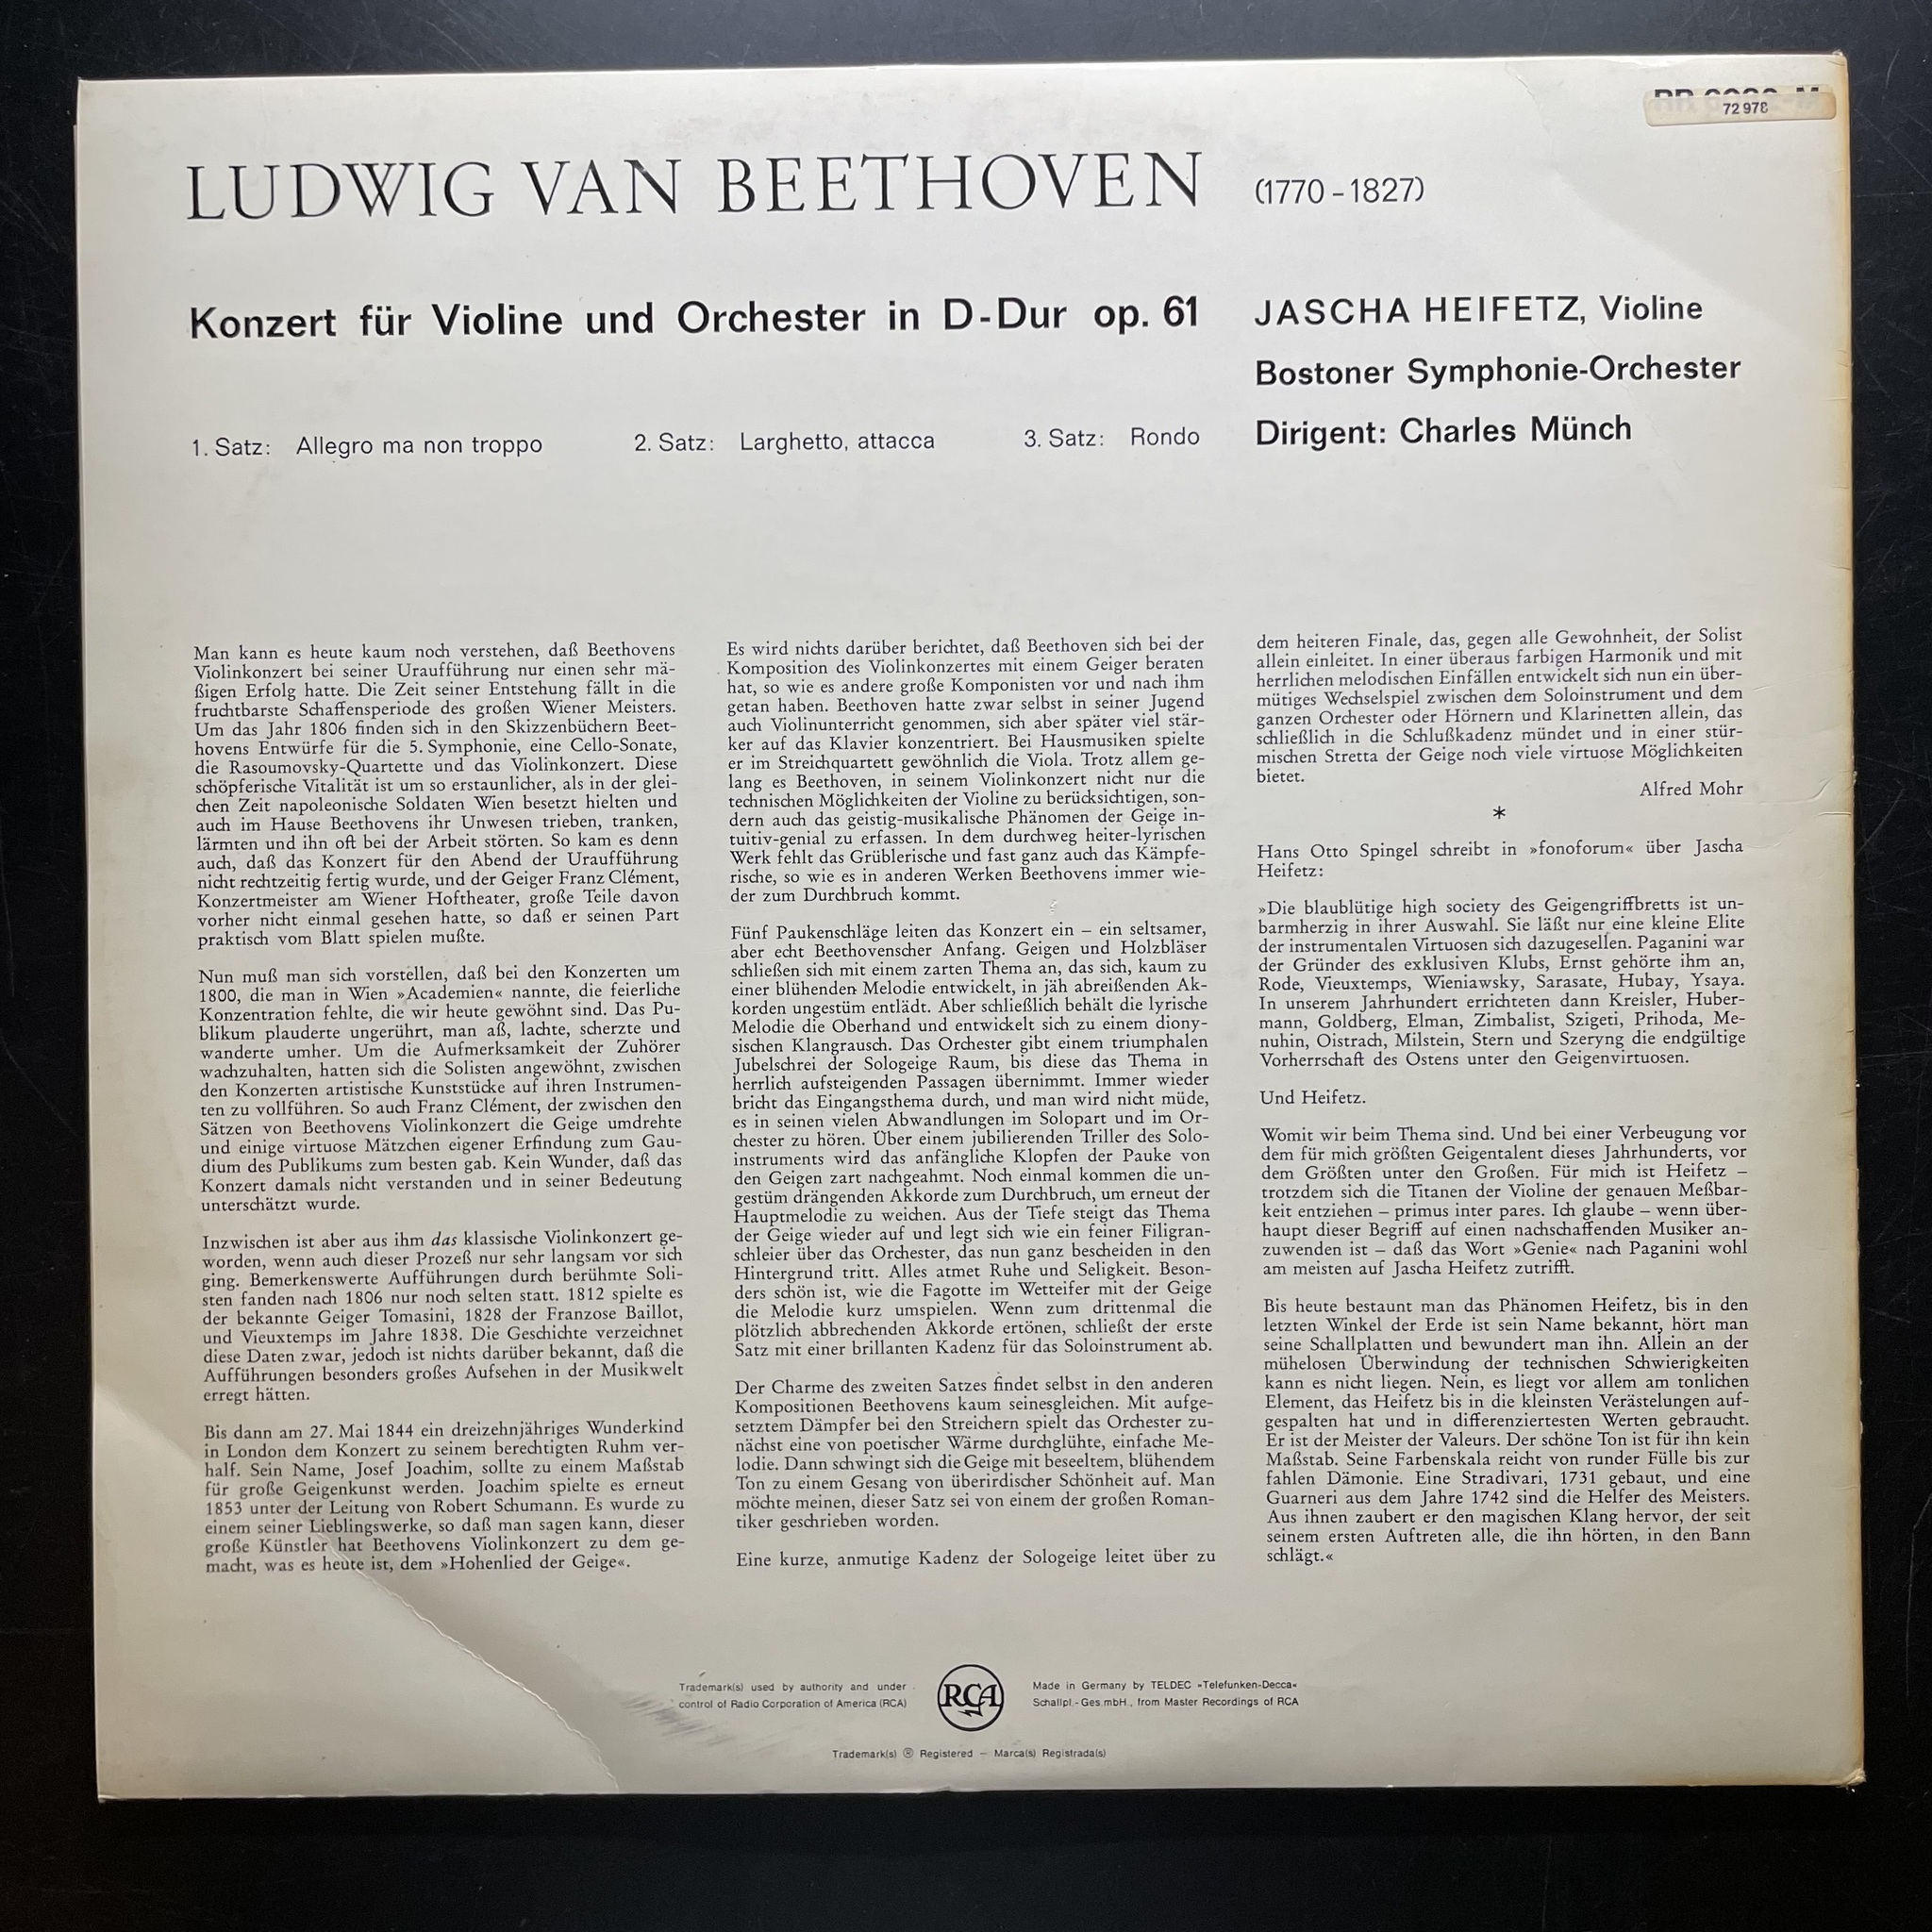 72 978
LUDWIG VAN BEETHOVEN (1770 – 1827)
Konzert für Violine und Orchester in D-Dur op. 61
1. Satz: Allegro ma non troppo 2. Satz: Larghetto, attacca 3. Satz: Rondo
JASCHA HEIFETZ, Violine
Bostoner Symphonie-Orchester
Dirigent: Charles Münch
Man kann es heute kaum noch verstehen, daß Beethovens
Violinkonzert bei seiner Uraufführung nur einen sehr mä-
ßigen Erfolg hatte. Die Zeit seiner Entstehung fällt in die
fruchtbarste Schaffensperiode des großen Wiener Meisters.
Um das Jahr 1806 finden sich in den Skizzenbüchern Beet-
hovens Entwürfe für die 5. Symphonie, eine Cello-Sonate,
die Rasoumovsky-Quartette und das Violinkonzert. Diese
schöpferische Vitalität ist um so erstaunlicher, als in der glei-
chen Zeit napoleonische Soldaten Wien besetzt hielten und
auch im Hause Beethovens ihr Unwesen trieben, tranken,
lärmten und ihn oft bei der Arbeit störten. So kam es denn
auch, daß das Konzert für den Abend der Uraufführung
nicht rechtzeitig fertig wurde, und der Geiger Franz Clément,
Konzertmeister am Wiener Hoftheater, große Teile davon
vorher nicht einmal gesehen hatte, so daß er seinen Part
praktisch vom Blatt spielen mußte.
Nun muß man sich vorstellen, daß bei den Konzerten um
1800, die man in Wien »Academien« nannte, die feierliche
Konzentration fehlte, die wir heute gewöhnt sind. Das Pu-
blikum plauderte ungerührt, man aß, lachte, scherzte und
wanderte umher. Um die Aufmerksamkeit der Zuhörer
wachzuhalten, hatten sich die Solisten angewöhnt, zwischen
den Konzerten artistische Kunststücke auf ihren Instrumen-
ten zu vollführen. So auch Franz Clément, der zwischen den
Sätzen von Beethovens Violinkonzert die Geige umdrehte
und einige virtuose Mätzchen eigener Erfindung zum Gau-
dium des Publikums zum besten gab. Kein Wunder, daß das
Konzert damals nicht verstanden und in seiner Bedeutung
unterschätzt wurde.
Inzwischen ist aber aus ihm das klassische Violinkonzert ge-
worden, wenn auch dieser Prozeß nur sehr langsam vor sich
ging. Bemerkenswerte Aufführungen durch berühmte Soli-
sten fanden nach 1806 nur noch selten statt. 1812 spielte es
der bekannte Geiger Tomasini, 1828 der Franzose Baillot,
und Vieuxtemps im Jahre 1838. Die Geschichte verzeichnet
diese Daten zwar, jedoch ist nichts darüber bekannt, daß die
Aufführungen besonders großes Aufsehen in der Musikwelt
erregt hätten.
Bis dann am 27. Mai 1844 ein dreizehnjähriges Wunderkind
in London dem Konzert zu seinem berechtigten Ruhm ver-
half. Sein Name, Josef Joachim, sollte zu einem Maßstab
für große Geigenkunst werden. Joachim spielte es erneut
1853 unter der Leitung von Robert Schumann. Es wurde zu
einem seiner Lieblingswerke, so daß man sagen kann, dieser
große Künstler hat Beethovens Violinkonzert zu dem ge-
macht, was es heute ist, dem »Hohenlied der Geige«.
Es wird nichts darüber berichtet, daß Beethoven sich bei der
Komposition des Violinkonzertes mit einem Geiger beraten
hat, so wie es andere große Komponisten vor und nach ihm
getan haben. Beethoven hatte zwar selbst in seiner Jugend
auch Violinunterricht genommen, sich aber später viel stär-
ker auf das Klavier konzentriert. Bei Hausmusiken spielte
er im Streichquartett gewöhnlich die Viola. Trotz allem ge-
lang es Beethoven, in seinem Violinkonzert nicht nur die
technischen Möglichkeiten der Violine zu berücksichtigen, son-
dern auch das geistig-musikalische Phänomen der Geige in-
tuitiv-genial zu erfassen. In dem durchweg heiter-lyrischen
Werk fehlt das Grüblerische und fast ganz auch das Kämpfe-
rische, so wie es in anderen Werken Beethovens immer wie-
der zum Durchbruch kommt.
Fünf Paukenschläge leiten das Konzert ein – ein seltsamer,
aber echt Beethovenscher Anfang. Geigen und Holzbläser
schließen sich mit einem zarten Thema an, das sich, kaum zu
einer blühenden Melodie entwickelt, in jäh abreißenden Ak-
korden ungestüm entlädt. Aber schließlich behält die lyrische
Melodie die Oberhand und entwickelt sich zu einem diony-
sischen Klangrausch. Das Orchester gibt einem triumphalen
Jubelschrei der Sologeige Raum, bis diese das Thema in
herrlich aufsteigenden Passagen übernimmt. Immer wieder
bricht das Eingangsthema durch, und man wird nicht müde,
es in seinen vielen Abwandlungen im Solopart und im Or-
chester zu hören. Über einem jubilierenden Triller des Solo-
instruments wird das anfängliche Klopfen der Pauke von
den Geigen zart nachgeahmt. Noch einmal kommen die un-
gestüm drängenden Akkorde zum Durchbruch, um erneut der
Hauptmelodie zu weichen. Aus der Tiefe steigt das Thema
der Geige wieder auf und legt sich wie ein feiner Filigran-
schleier über das Orchester, das nun ganz bescheiden in den
Hintergrund tritt. Alles atmet Ruhe und Seligkeit. Beson-
ders schön ist, wie die Fagotte im Wetteifer mit der Geige
die Melodie kurz umspielen. Wenn zum drittenmal die
plötzlich abbrechenden Akkorde ertönen, schließt der erste
Satz mit einer brillanten Kadenz für das Soloinstrument ab.
Der Charme des zweiten Satzes findet selbst in den anderen
Kompositionen Beethovens kaum seinesgleichen. Mit aufge-
setztem Dämpfer bei den Streichern spielt das Orchester zu-
nächst eine von poetischer Wärme durchglühte, einfache Me-
lodie. Dann schwingt sich die Geige mit beseeltem, blühendem
Ton zu einem Gesang von überirdischer Schönheit auf. Man
möchte meinen, dieser Satz sei von einem der großen Roman-
tiker geschrieben worden.
Eine kurze, anmutige Kadenz der Sologeige leitet über zu
dem heiteren Finale, das, gegen alle Gewohnheit, der Solist
allein einleitet. In einer überaus farbigen Harmonik und mit
herrlichen melodischen Einfällen entwickelt sich nun ein über-
mütiges Wechselspiel zwischen dem Soloinstrument und dem
ganzen Orchester oder Hörnern und Klarinetten allein, das
schließlich in die Schlußkadenz mündet und in einer stür-
mischen Stretta der Geige noch viele virtuose Möglichkeiten
bietet.
Alfred Mohr
*
Hans Otto Spingel schreibt in »fonoforum« über Jascha
Heifetz:
»Die blaublütige high society des Geigengriffbretts ist un-
barmherzig in ihrer Auswahl. Sie läßt nur eine kleine Elite
der instrumentalen Virtuosen sich dazugesellen. Paganini war
der Gründer des exklusiven Klubs, Ernst gehörte ihm an,
Rode, Vieuxtemps, Wieniawsky, Sarasate, Hubay, Ysaya.
In unserem Jahrhundert errichteten dann Kreisler, Huber-
mann, Goldberg, Elman, Zimbalist, Szigeti, Prihoda, Me-
nuhin, Oistrach, Milstein, Stern und Szeryng die endgültige
Vorherrschaft des Ostens unter den Geigenvirtuosen.
Und Heifetz.
Womit wir beim Thema sind. Und bei einer Verbeugung vor
dem für mich größten Geigentalent dieses Jahrhunderts, vor
dem Größten unter den Großen. Für mich ist Heifetz –
trotzdem sich die Titanen der Violine der genauen Meßbar-
keit entziehen – primus inter pares. Ich glaube – wenn über-
haupt dieser Begriff auf einen nachschaffenden Musiker an-
zuwenden ist – daß das Wort »Genie« nach Paganini wohl
am meisten auf Jascha Heifetz zutrifft.
Bis heute bestaunt man das Phänomen Heifetz, bis in den
letzten Winkel der Erde ist sein Name bekannt, hört man
seine Schallplatten und bewundert man ihn. Allein an der
mühelosen Überwindung der technischen Schwierigkeiten
kann es nicht liegen. Nein, es liegt vor allem am tonlichen
Element, das Heifetz bis in die kleinsten Verästelungen auf-
gespalten hat und in differenziertesten Werten gebraucht.
Er ist der Meister der Valeurs. Der schöne Ton ist für ihn kein
Maßstab. Seine Farbenskala reicht von runder Fülle bis zur
fahlen Dämonie. Eine Stradivari, 1731 gebaut, und eine
Guarneri aus dem Jahre 1742 sind die Helfer des Meisters.
Aus ihnen zaubert er den magischen Klang hervor, der seit
seinem ersten Auftreten alle, die ihn hörten, in den Bann
schlägt.«
Trademark(s) used by authority and under
control of Radio Corporation of America (RCA)
RCA
Made in Germany by TELDEC »Telefunken-Decca«
Schallpl.-Ges.mbH., from Master Recordings of RCA
Trademark(s) ® Registered – Marca(s) Registrada(s)